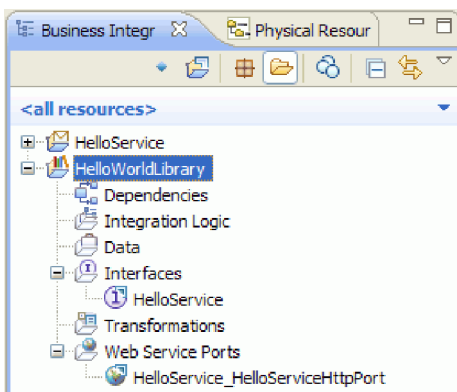 Business Integr
Physical Resour
<all resources>
HelloService
HelloWorldLibrary
Dependencies
Integration Logic
Data
Interfaces
HelloService
Transformations
Web Service Ports
HelloService_HelloServiceHttpPort